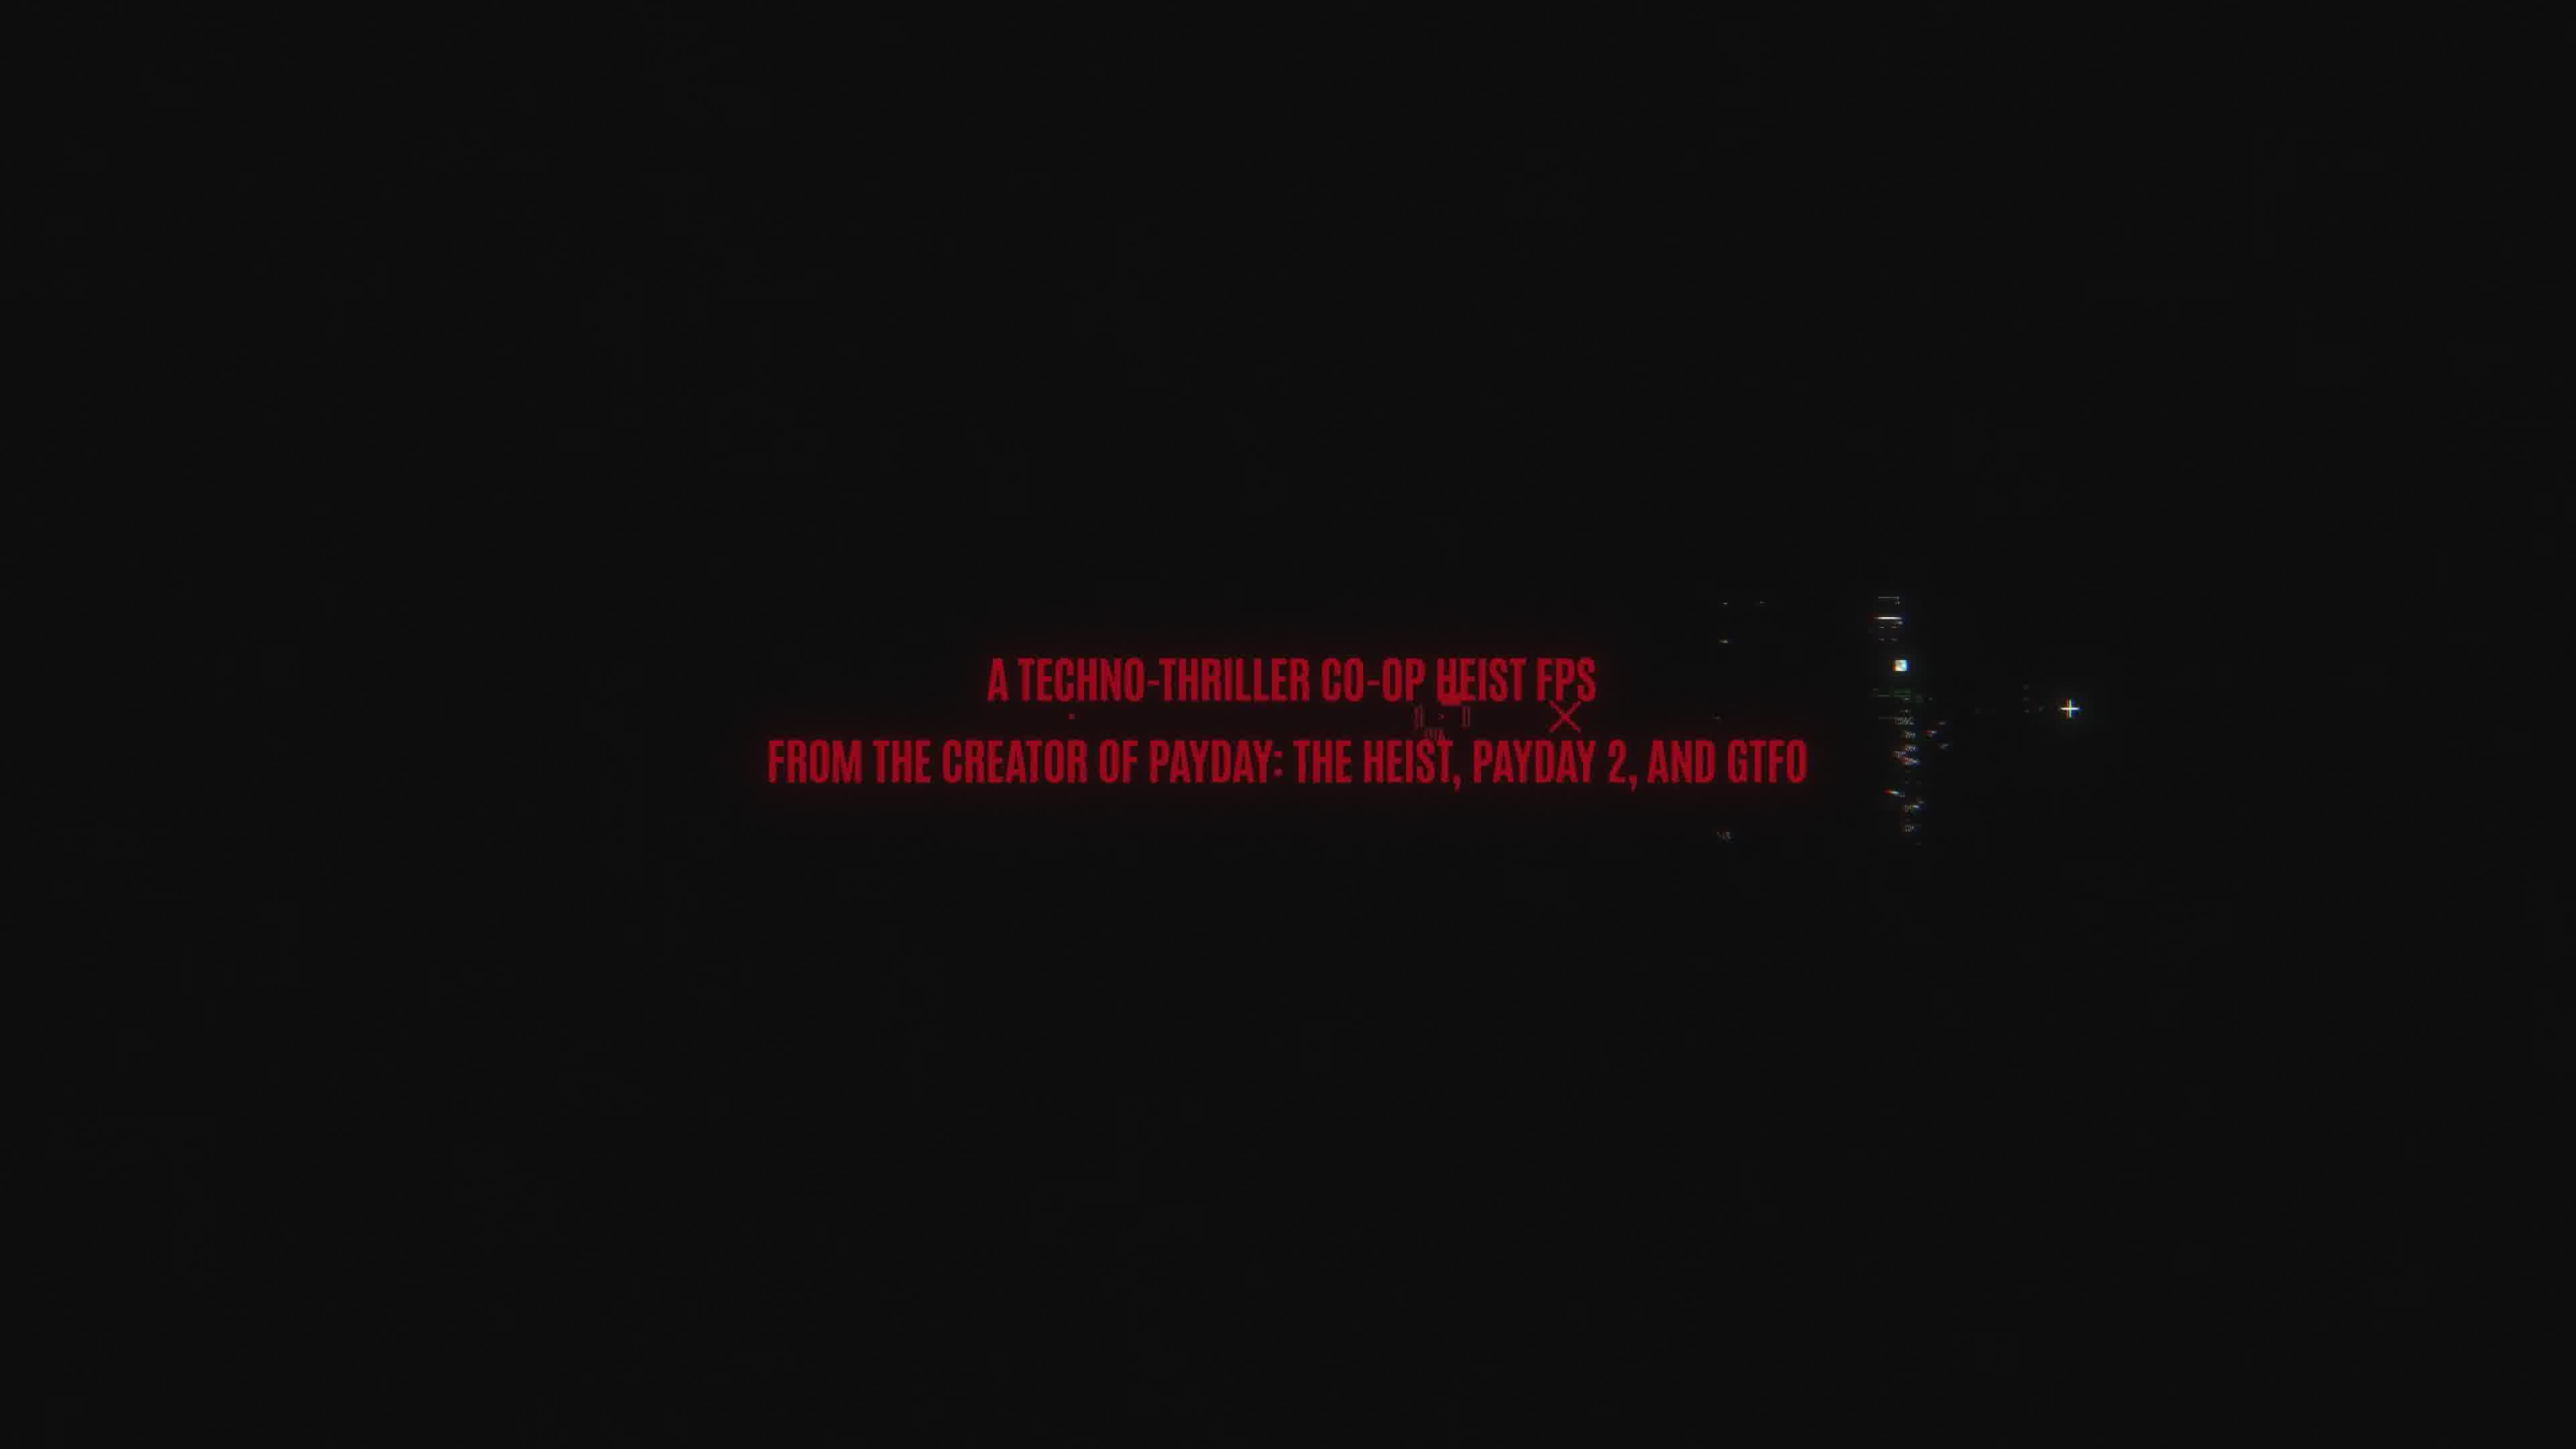 A TECHNO-THRILLER CO-OP HEIST FPS
FROM THE CREATOR OF PAYDAY: THE HEIST, PAYDAY 2, AND GTFO